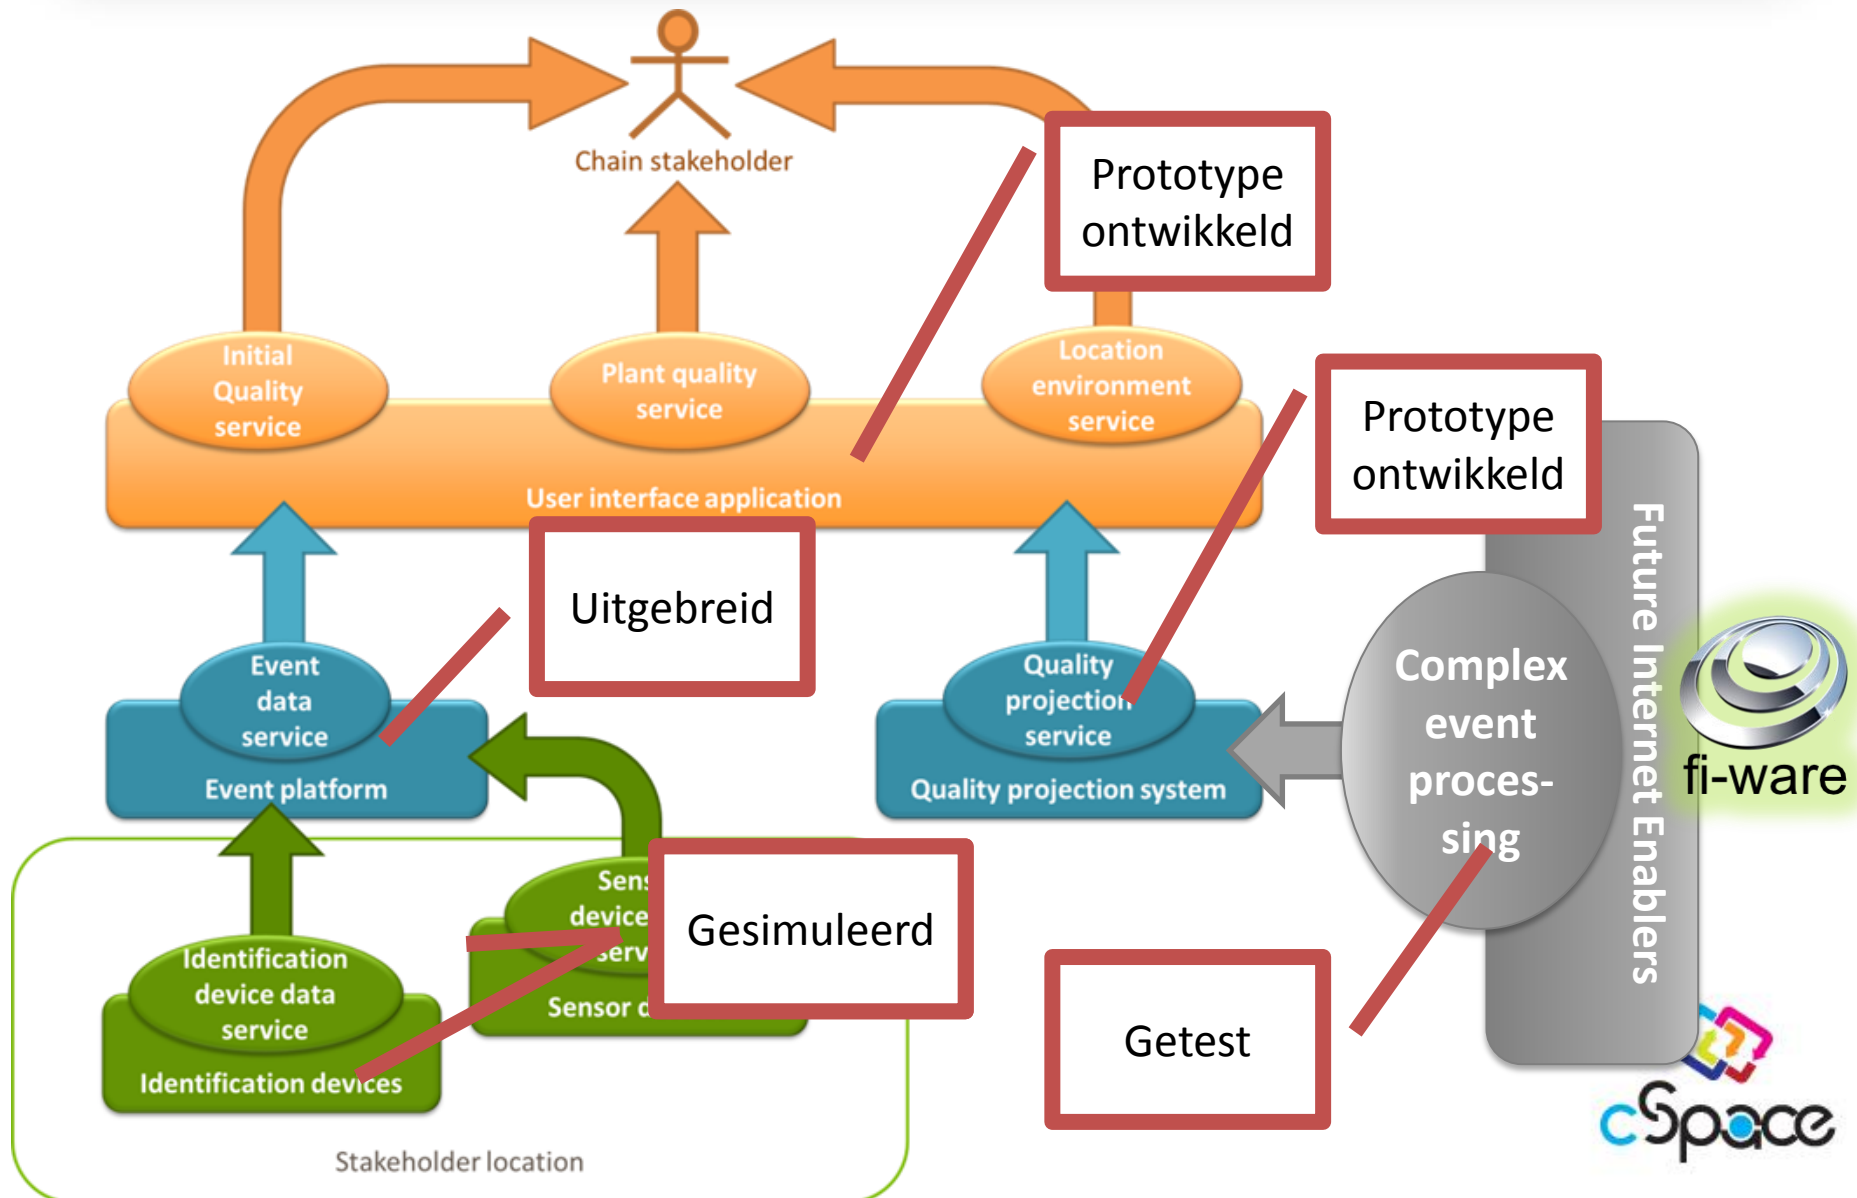 Chain stakeholder
Prototype
ontwikkeld
Initial
Quality
service
Plant quality
service
Location
environment
service
User interface application
Prototype
ontwikkeld
Uitgebreid
Event
data
service
Event platform
Quality
projection
service
Quality projection system
Complex
event
proces-
sing
Future Internet Enablers
fi-ware
device
Sensor
Gesimuleerd
Identification
device data
service
Identification devices
Getest
Stakeholder location
cSpace